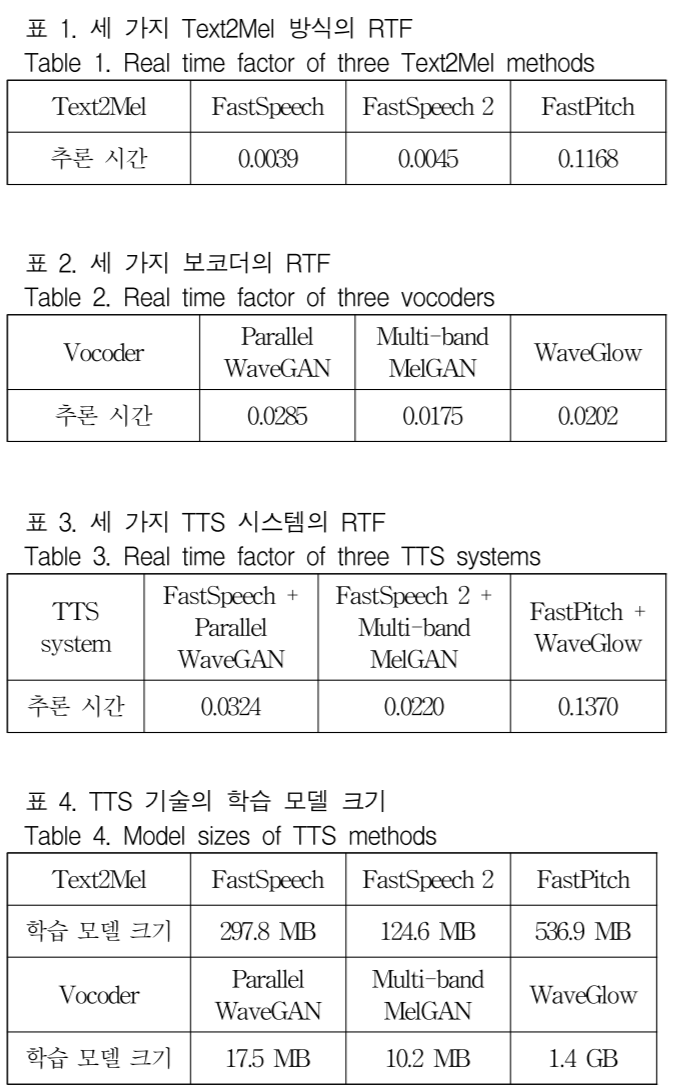 표 1. 세 가지 Text2Mel 방식의 RTF
Table 1. Real time factor of three Text2Mel methods
Text2Mel FastSpeech FastSpeech 2 FastPitch
추론 시간 0.0039 0.0045 0.1168
표 2. 세 가지 보코더의 RTF
Table 2. Real time factor of three vocoders
Vocoder Parallel WaveGAN Multi-band MelGAN WaveGlow
추론 시간 0.0285 0.0175 0.0202
표 3. 세 가지 TTS 시스템의 RTF
Table 3. Real time factor of three TTS systems
TTS system FastSpeech + Parallel WaveGAN FastSpeech 2 + Multi-band MelGAN FastPitch + WaveGlow
추론 시간 0.0324 0.0220 0.1370
표 4. TTS 기술의 학습 모델 크기
Table 4. Model sizes of TTS methods
Text2Mel FastSpeech FastSpeech 2 FastPitch
학습 모델 크기 297.8 MB 124.6 MB 536.9 MB
Vocoder Parallel WaveGAN Multi-band MelGAN WaveGlow
학습 모델 크기 17.5 MB 10.2 MB 1.4 GB